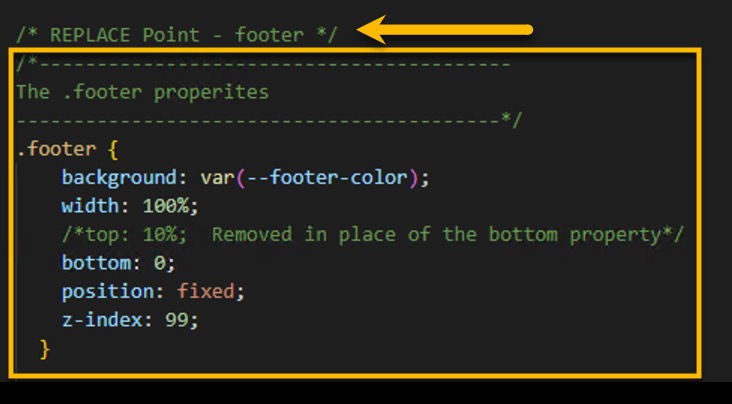 /* REPLACE Point - footer */
/*-----------------------------------------
The .footer properites
------------------------------------------*/
.footer {
background: var(--footer-color);
width: 100%;
/*top: 10%;  Removed in place of the bottom property*/
bottom: 0;
position: fixed;
z-index: 99;
}